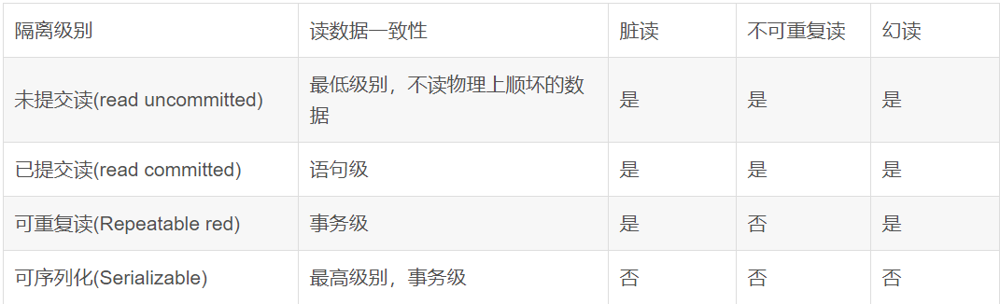 隔离级别 读数据一致性 脏读 不可重复读 幻读
未提交读(read uncommitted) 最低级别，不读物理上顺坏的数 是 是 是
据
已提交读(read committed) 语句级 是 是 是
可重复读(Repeatable red) 事务级 是 否 是
可序列化(Serializable) 最高级别，事务级 否 否 否